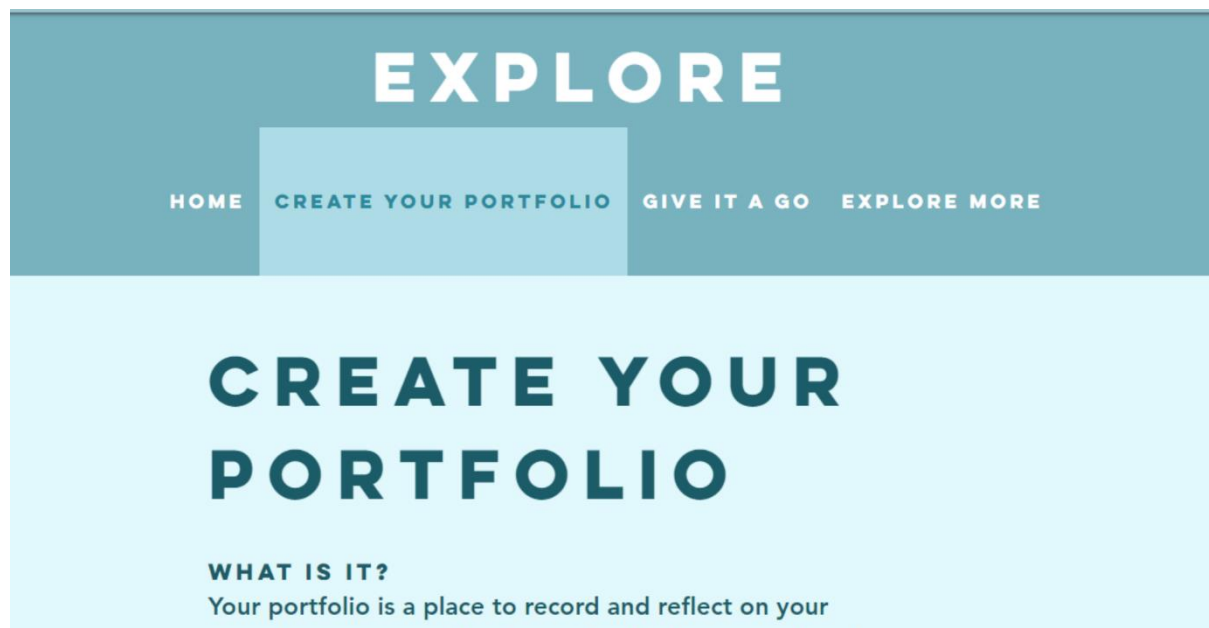 EXPLORE
HOME CREATE YOUR PORTFOLIO GIVE IT A GO EXPLORE MORE
CREATE YOUR
PORTFOLIO
WHAT IS IT?
Your portfolio is a place to record and reflect on your